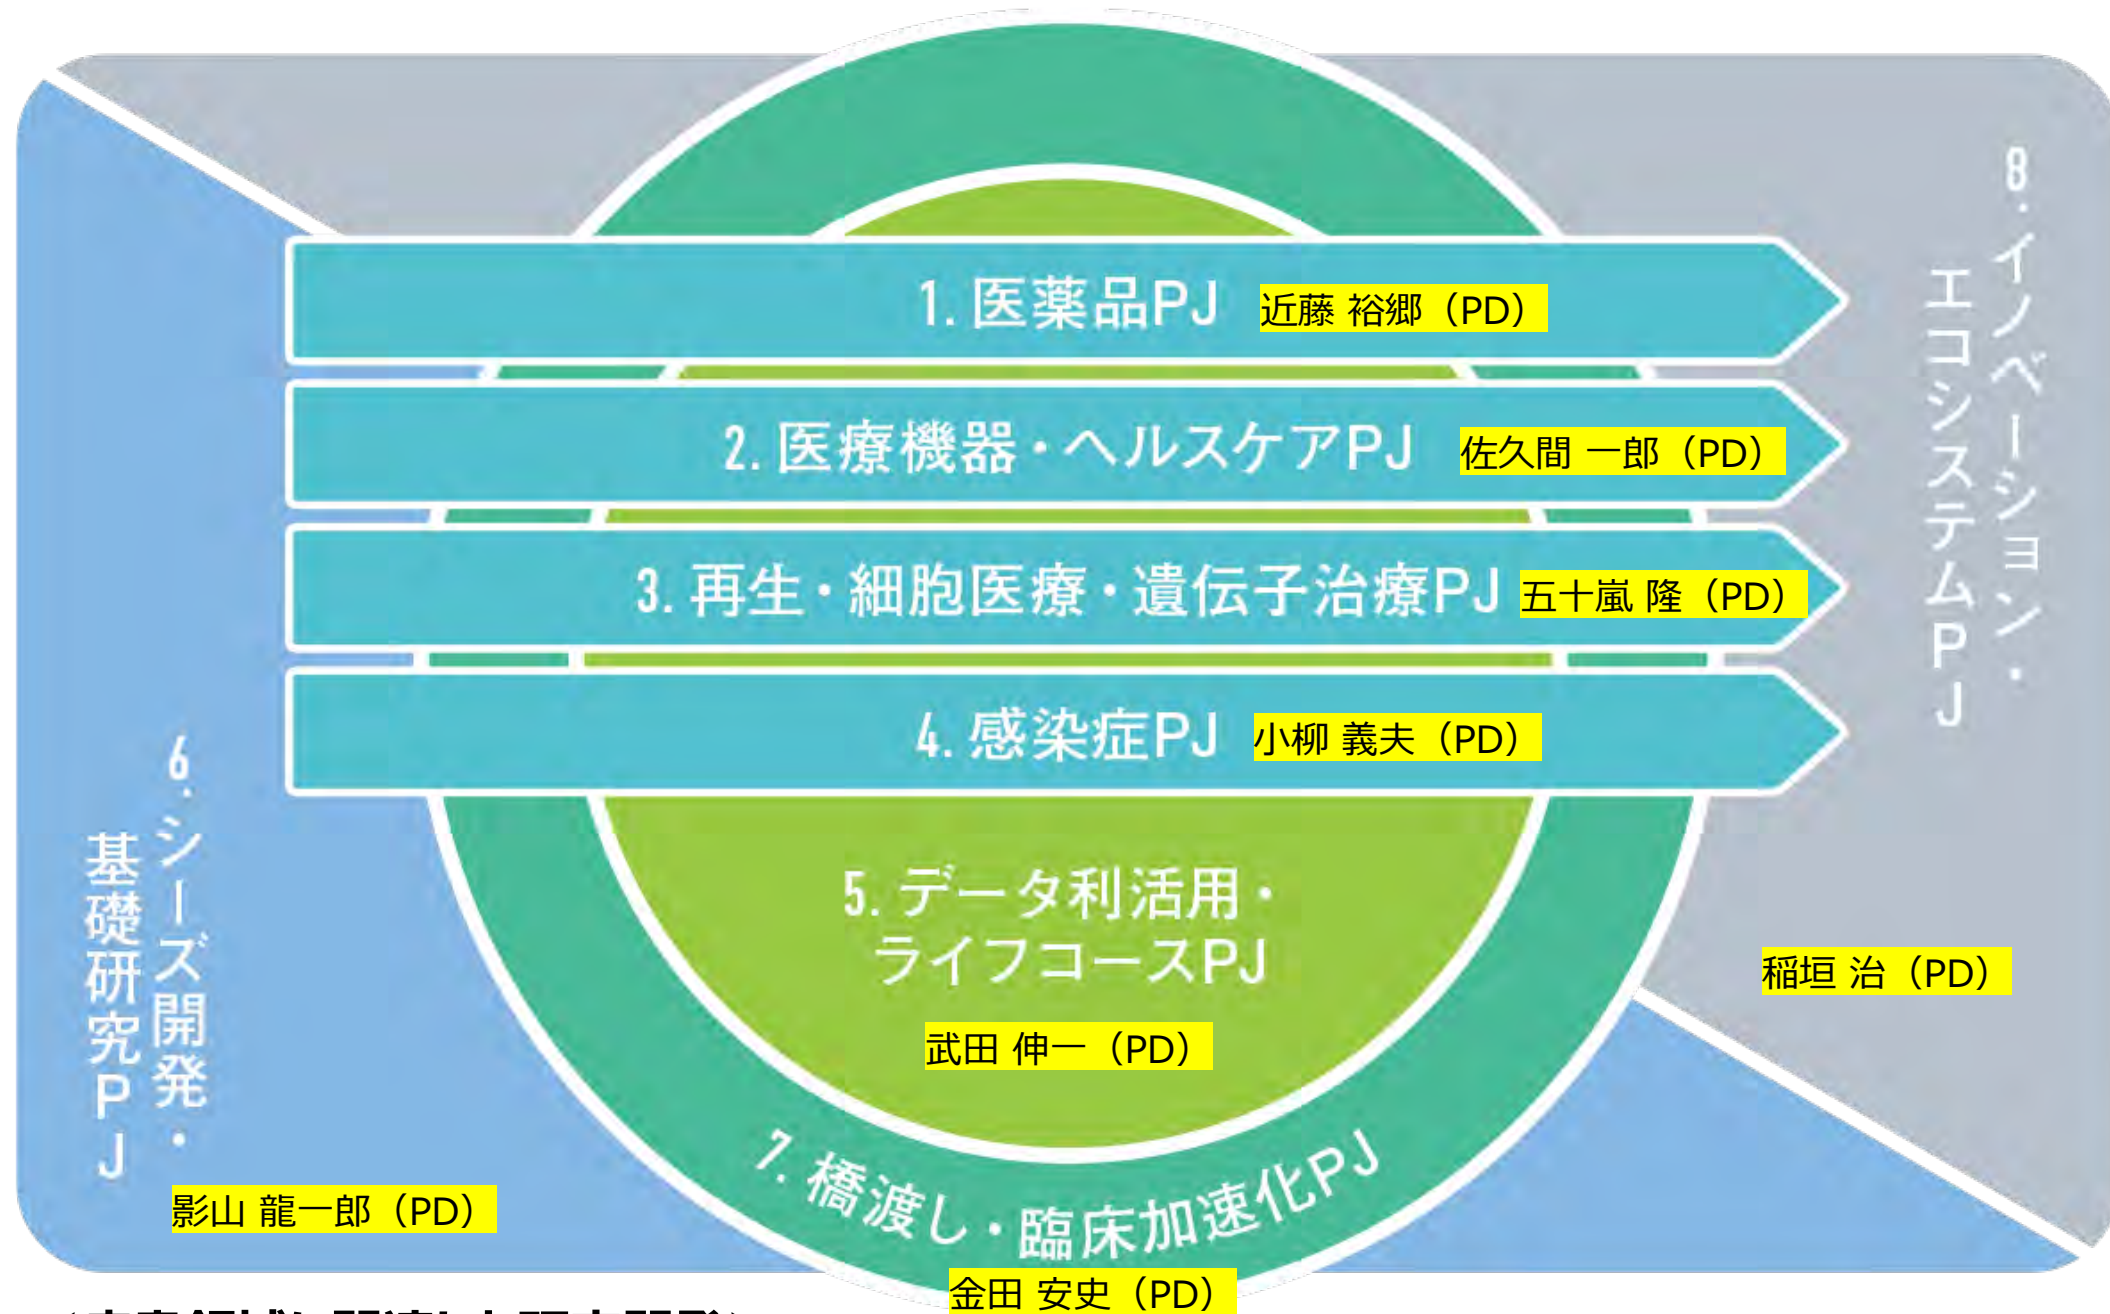 1. 医薬品PJ 近藤 裕郷（PD）
2. 医療機器・ヘルスケアPJ 佐久間 一郎（PD）
3. 再生・細胞医療・遺伝子治療PJ 五十嵐 隆（PD）
4. 感染症PJ 小柳 義夫（PD）
5. データ利活用・
ライフコースPJ
武田 伸一（PD）
6. シーズ開発・
基礎研究PJ
影山 龍一郎（PD）
7. 橋渡し・臨床加速化PJ
金田 安史（PD）
8. イノベーション・
エコシステムPJ
稲垣 治（PD）